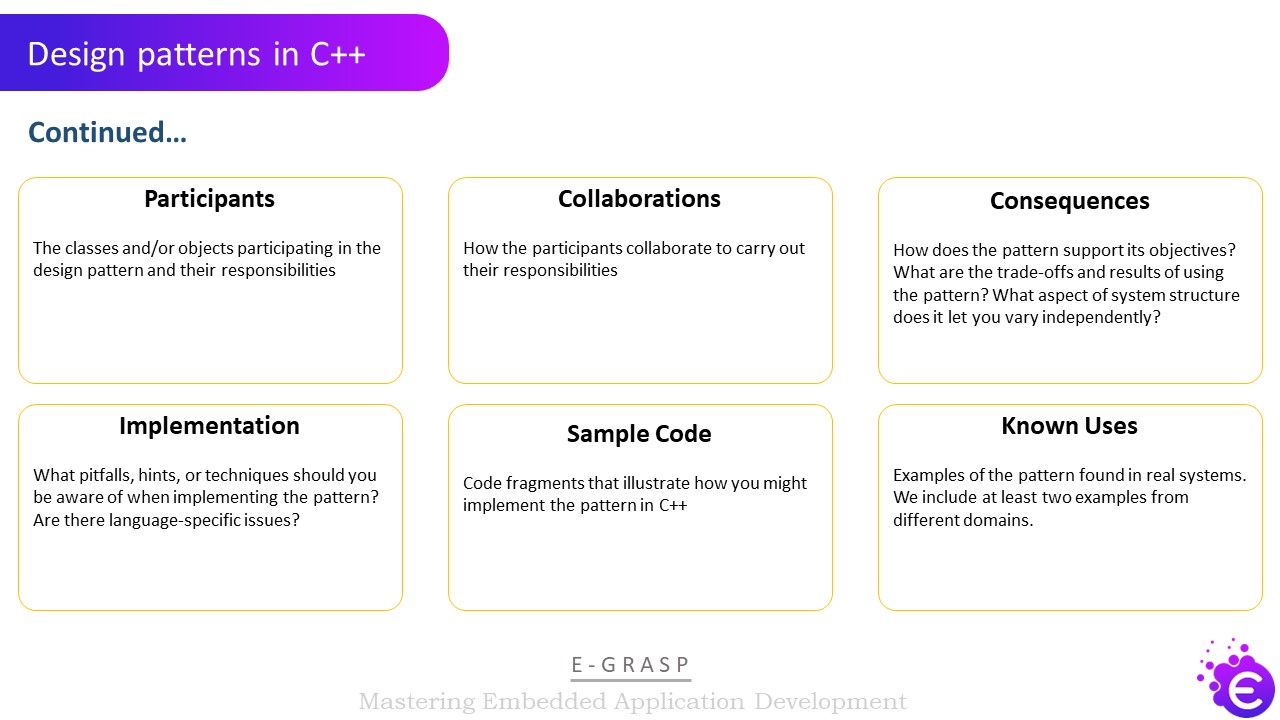 Design patterns in C++
Continued…
Participants
The classes and/or objects participating in the
design pattern and their responsibilities
Collaborations
How the participants collaborate to carry out
their responsibilities
Consequences
How does the pattern support its objectives?
What are the trade-offs and results of using
the pattern? What aspect of system structure
does it let you vary independently?
Implementation
What pitfalls, hints, or techniques should you
be aware of when implementing the pattern?
Are there language-specific issues?
Sample Code
Code fragments that illustrate how you might
implement the pattern in C++
Known Uses
Examples of the pattern found in real systems.
We include at least two examples from
different domains.
E-GRASP
Mastering Embedded Application Development